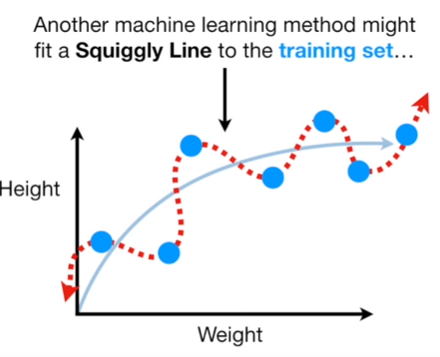 Another machine learning method might
fit a Squiggly Line to the training set…
Height
Weight